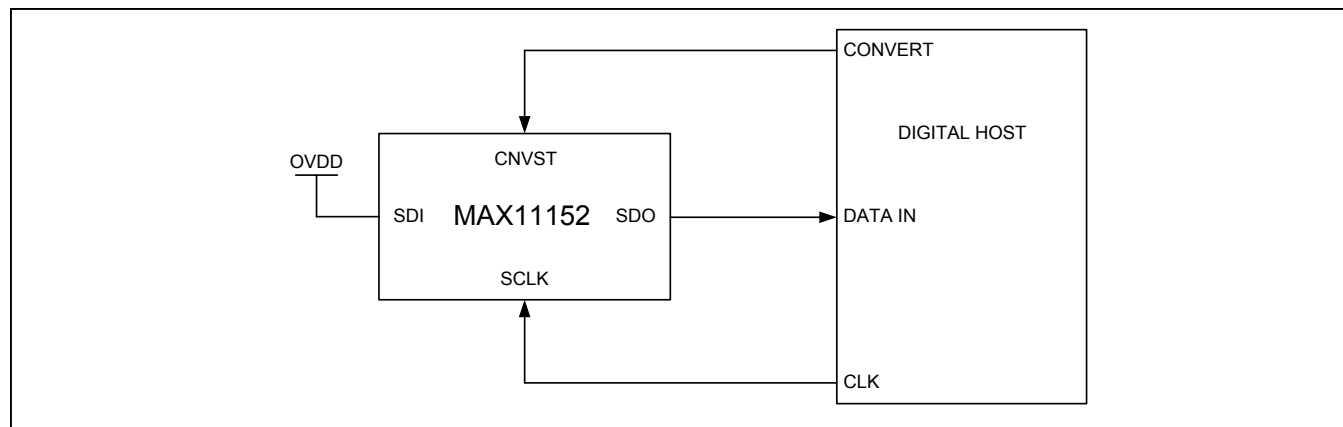 CONVERT
DIGITAL HOST
CNVST
OVDD
SDI
MAX11152
SDO
DATA IN
SCLK
CLK